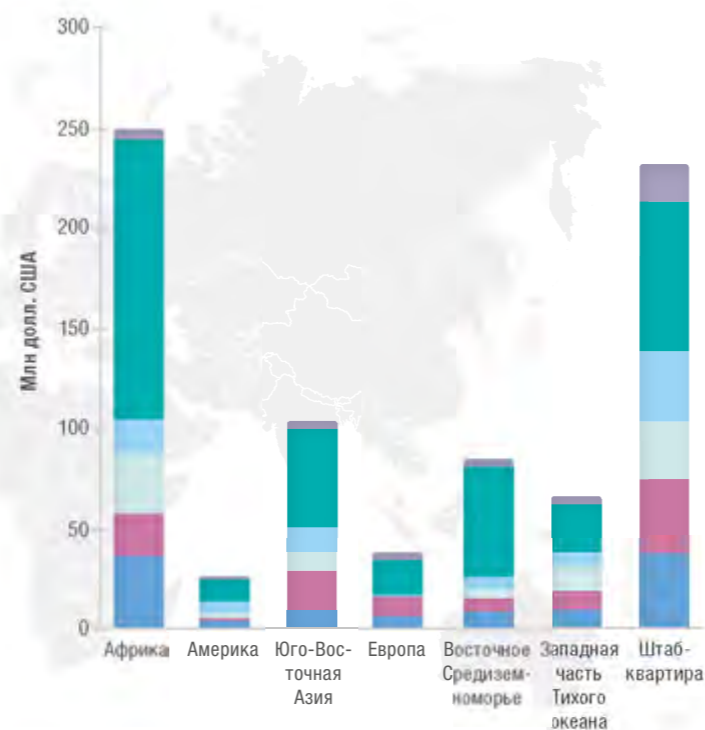 300
250
200
150
100
50
0
Млн долл. США
Африка
Америка
Юго-Вос-
точная
Азия
Европа
Восточное
Средизем-
номорье
Западная
часть
Тихого
океана
Штаб-
квартира